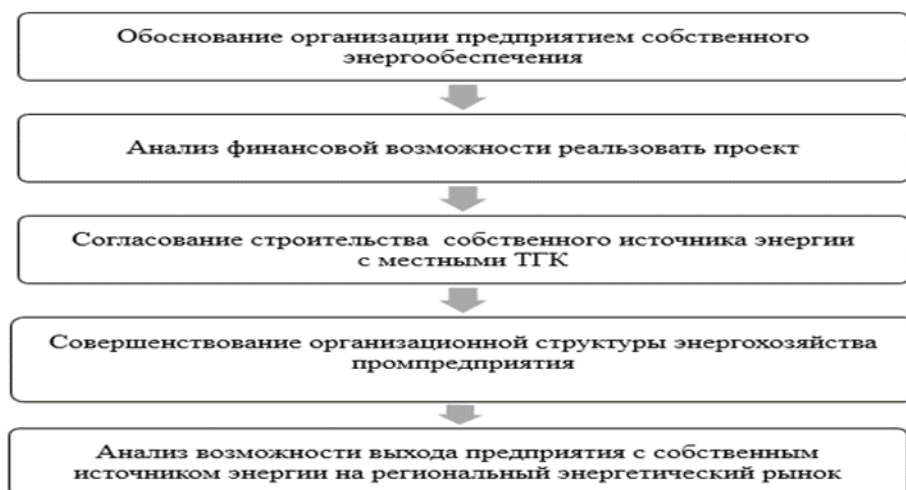 Обоснование организации предприятием собственного
энергообеспечения
Анализ финансовой возможности реальзовать проект
Согласование строительства собственного источника энергии
с местными ТГК
Совершенствование организационной структуры энергохозяйства
промпредприятия
Анализ возможности выхода предприятия с собственным
источником энергии на региональный энергетический рынок